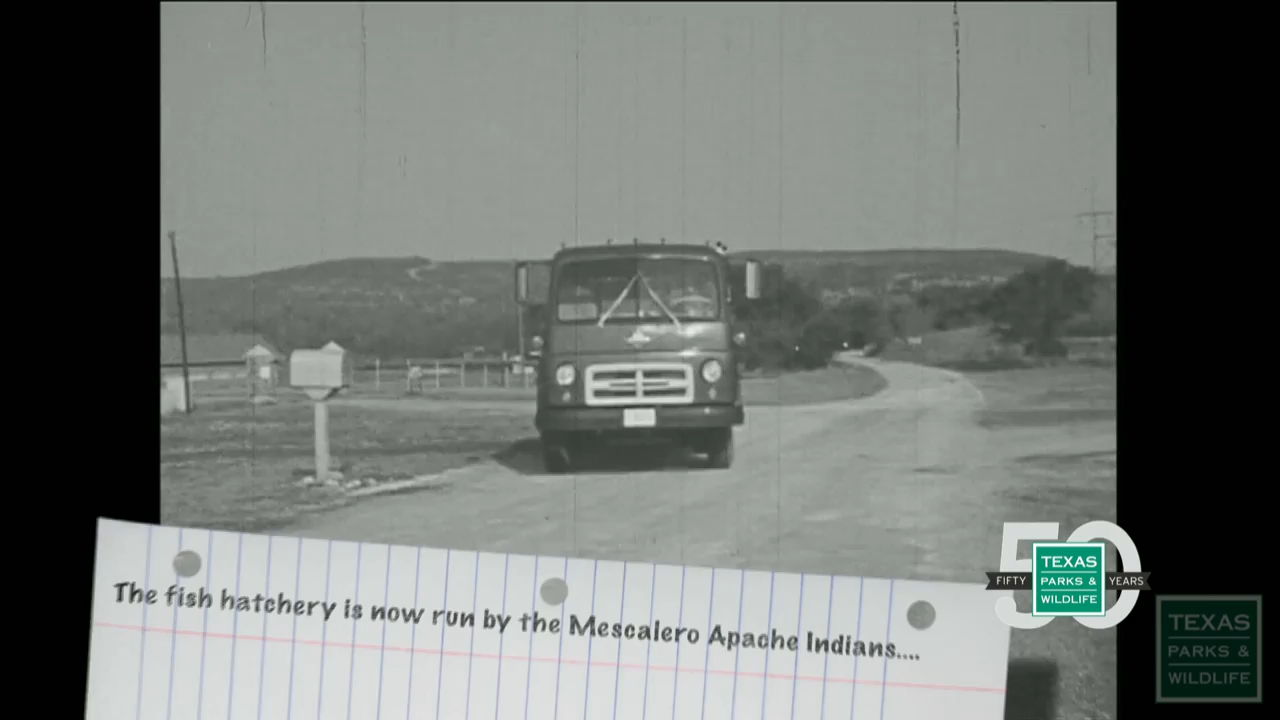 The fish hatchery is now run by the Mescalero Apache Indians....
50
FIFTY
TEXAS
PARKS &
WILDLIFE
YEARS
TEXAS
PARKS &
WILDLIFE